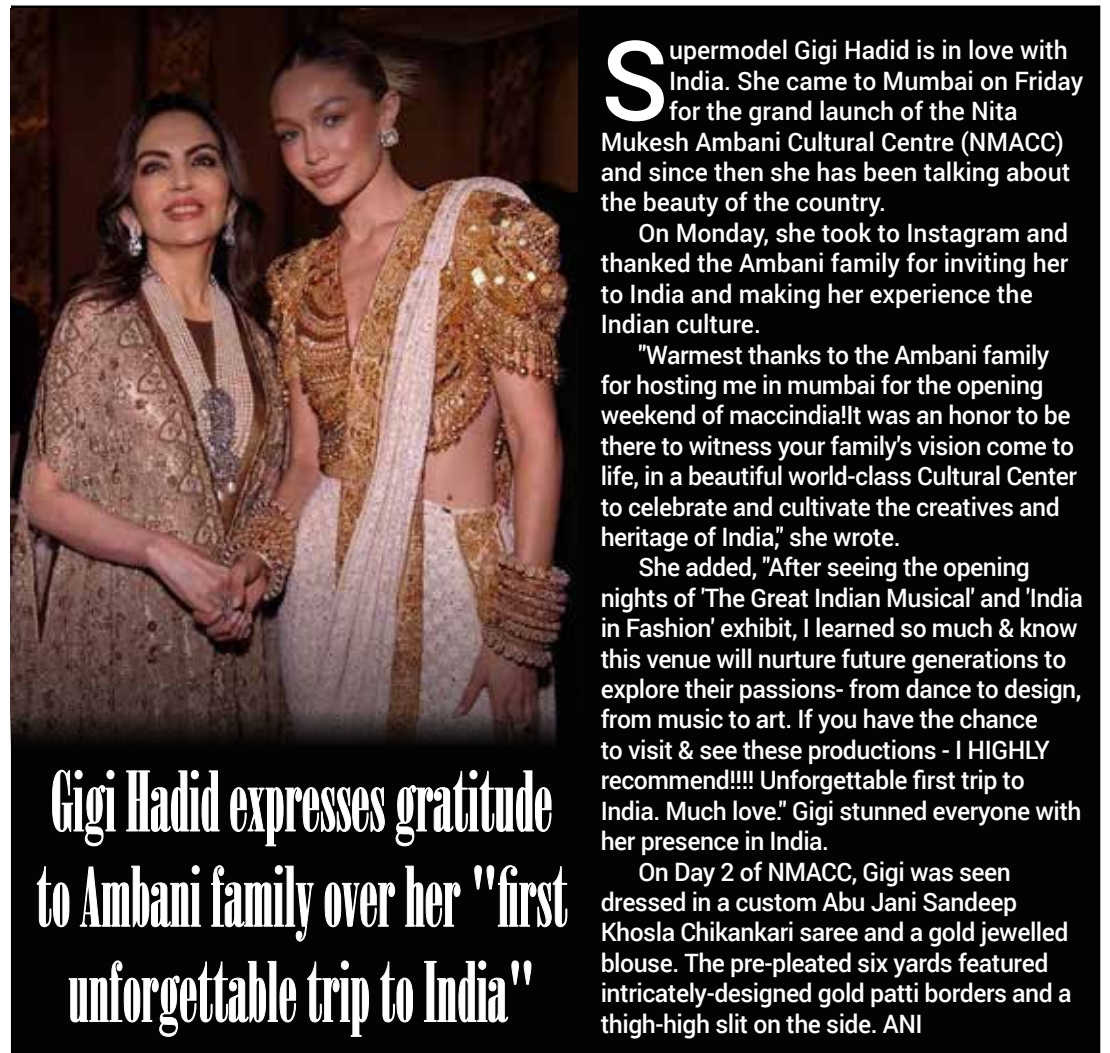 Gigi Hadid expresses gratitude
to Ambani family over her "first
unforgettable trip to India"
Supermodel Gigi Hadid is in love with
India. She came to Mumbai on Friday
for the grand launch of the Nita
Mukesh Ambani Cultural Centre (NMACC)
and since then she has been talking about
the beauty of the country.
On Monday, she took to Instagram and
thanked the Ambani family for inviting her
to India and making her experience the
Indian culture.
"Warmest thanks to the Ambani family
for hosting me in mumbai for the opening
weekend of maccindia!It was an honor to be
there to witness your family's vision come to
life, in a beautiful world-class Cultural Center
to celebrate and cultivate the creatives and
heritage of India," she wrote.
She added, "After seeing the opening
nights of 'The Great Indian Musical' and 'India
in Fashion' exhibit, I learned so much & know
this venue will nurture future generations to
explore their passions- from dance to design,
from music to art. If you have the chance
to visit & see these productions - I HIGHLY
recommend!!!! Unforgettable first trip to
India. Much love." Gigi stunned everyone with
her presence in India.
On Day 2 of NMACC, Gigi was seen
dressed in a custom Abu Jani Sandeep
Khosla Chikankari saree and a gold jewelled
blouse. The pre-pleated six yards featured
intricately-designed gold patti borders and a
thigh-high slit on the side. ANI